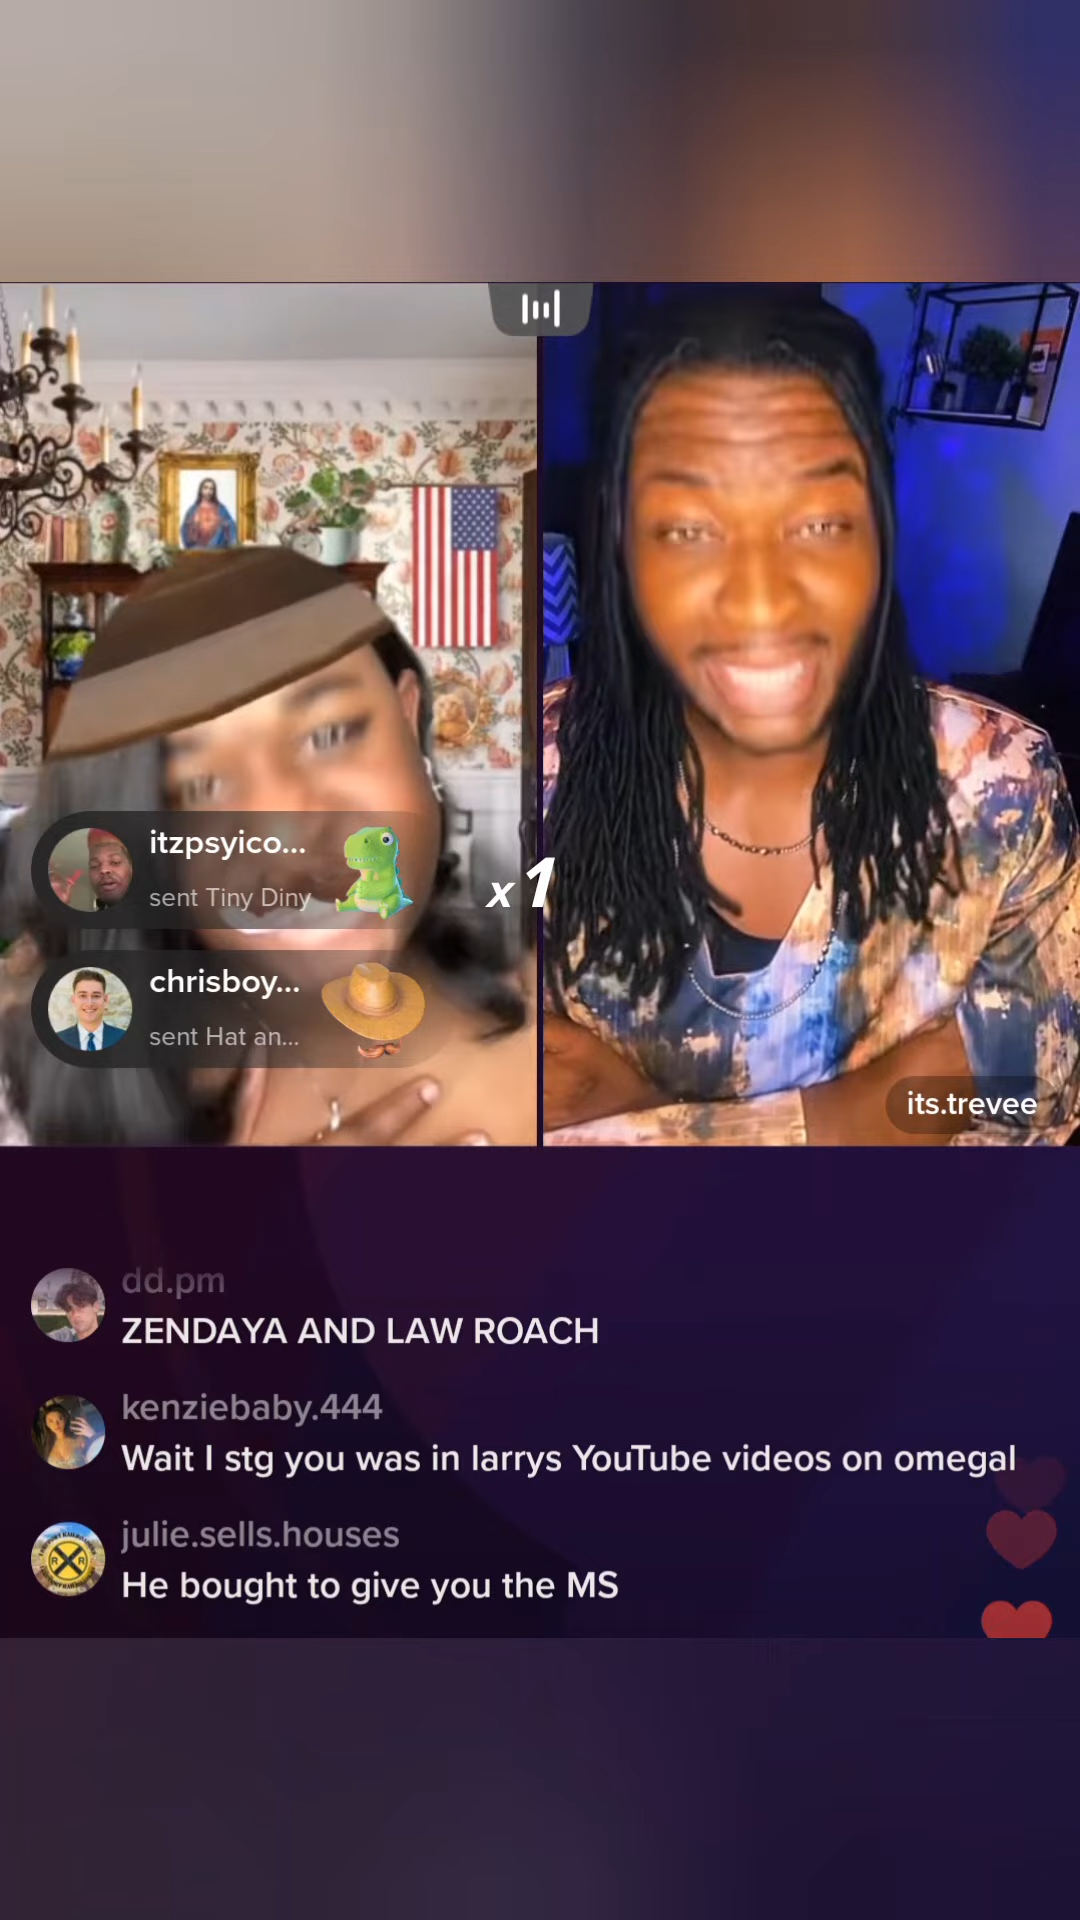 itzpsyico...
sent Tiny Diny
x1
chrisboy...
sent Hat an...
its.trevee
dd.pm
ZENDAYA AND LAW ROACH
kenziebaby.444
Wait I stg you was in larrys YouTube videos on omegal
julie.sells.houses
He bought to give you the MS